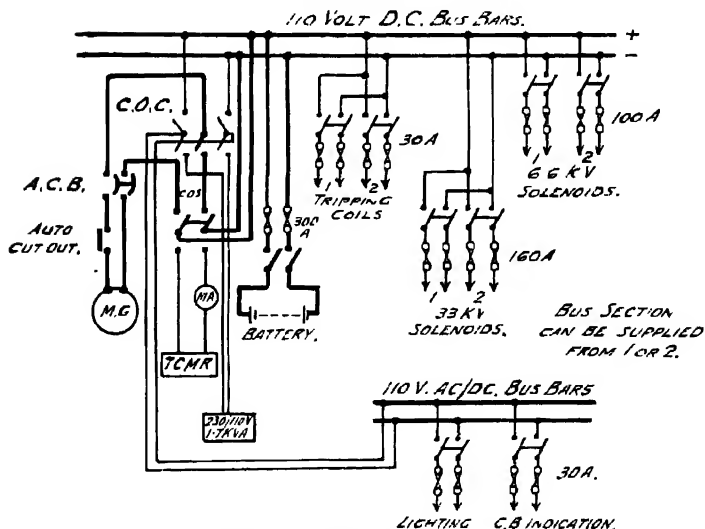 110 VOLT D.C. BUS BARS.
+
−
C.O.C.
A.C.B.
COS
AUTO
CUT OUT.
M.G
MA
TCMR
230/110V
1·7KVA
300
A
BATTERY.
30A
1 2
TRIPPING
COILS
100A
1 2
6 6 KV
SOLENOIDS.
160A
1 2
33 KV
SOLENOIDS.
BUS SECTION
CAN BE SUPPLIED
FROM 1 OR 2.
110 V. AC/DC. BUS BARS
30A.
LIGHTING C.B INDICATION.